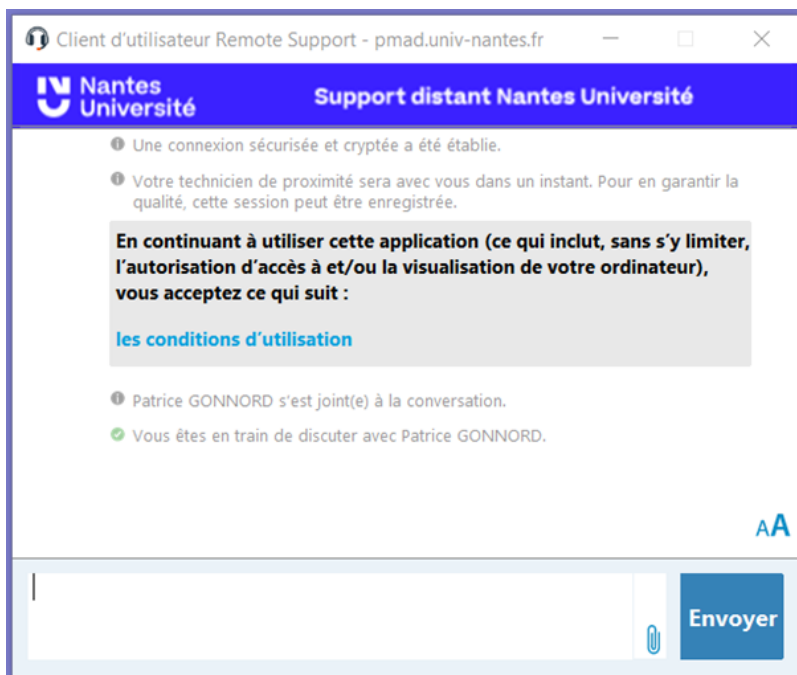 Client d'utilisateur Remote Support - pmad.univ-nantes.fr
Nantes
Université
Support distant Nantes Université
Une connexion sécurisée et cryptée a été établie.
Votre technicien de proximité sera avec vous dans un instant. Pour en garantir la
qualité, cette session peut être enregistrée.
En continuant à utiliser cette application (ce qui inclut, sans s’y limiter,
l’autorisation d’accès à et/ou la visualisation de votre ordinateur),
vous acceptez ce qui suit :
les conditions d’utilisation
Patrice GONNORD s'est joint(e) à la conversation.
Vous êtes en train de discuter avec Patrice GONNORD.
AA
Envoyer